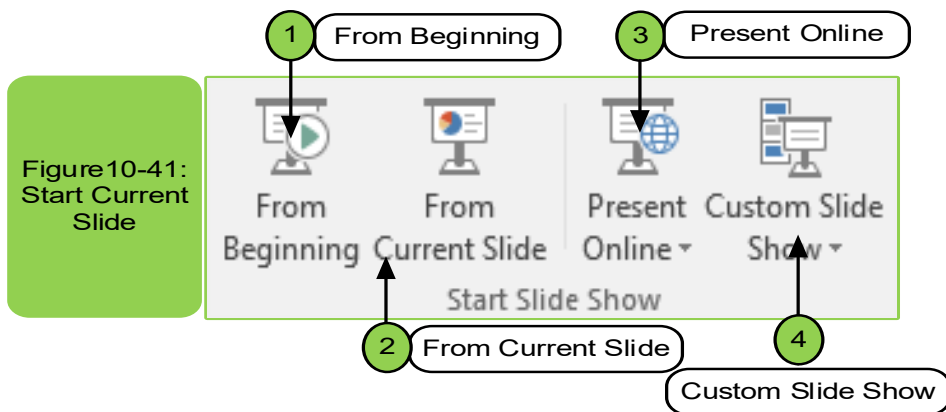 1 From Beginning
3 Present Online
Figure10-41:
Start Current
Slide
From
Beginning
From
Current Slide
Present
Online
Custom Slide
Show
Start Slide Show
2 From Current Slide
4
Custom Slide Show